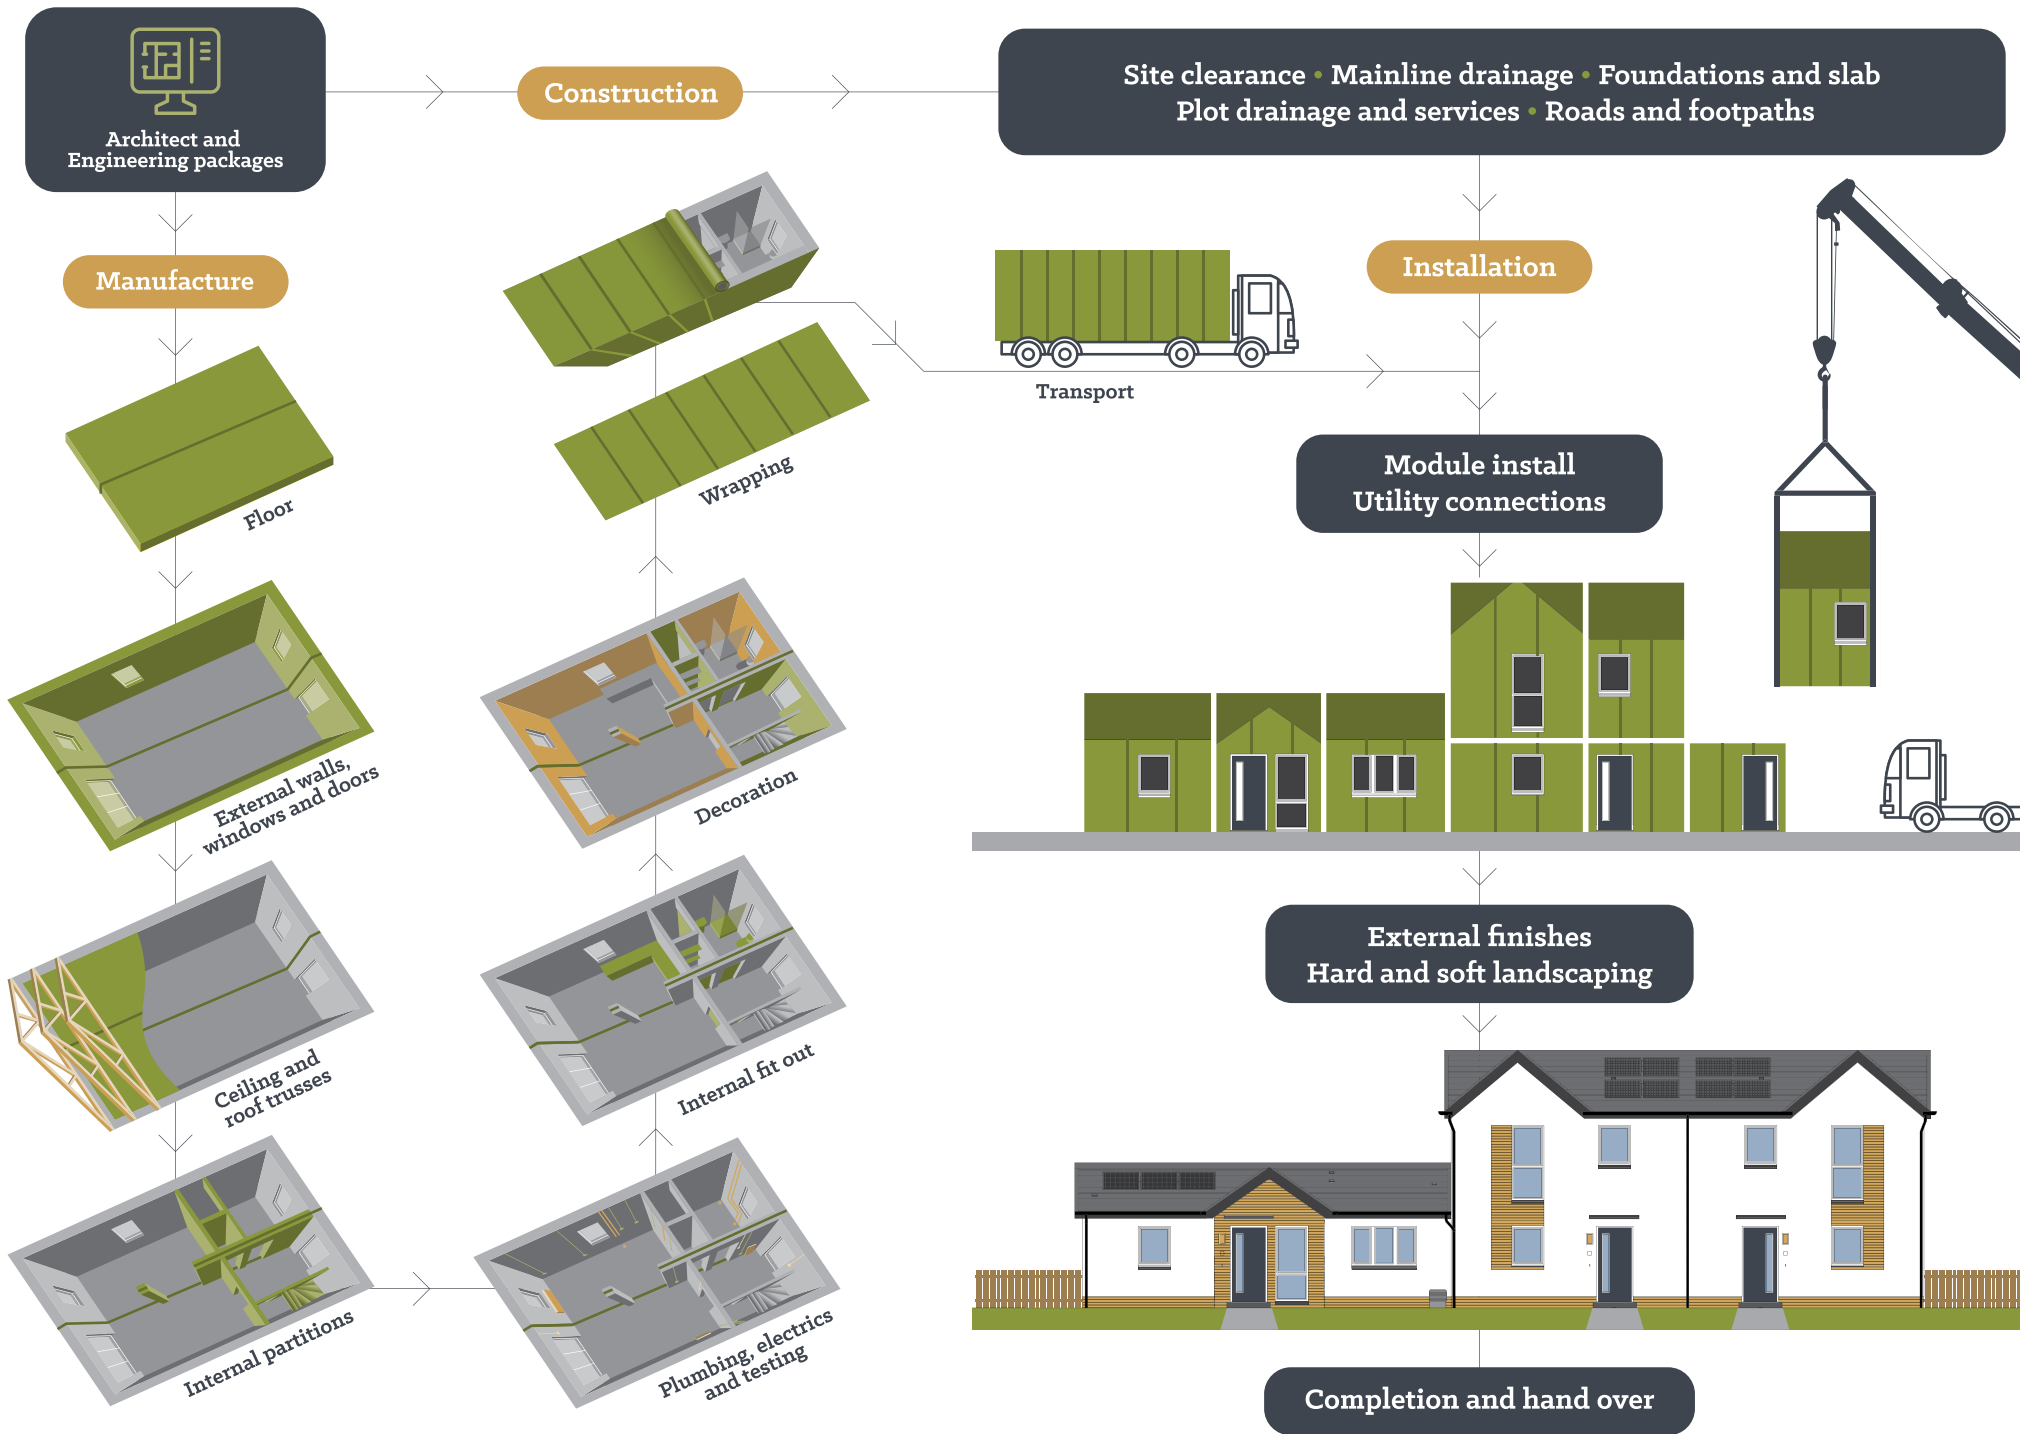 Architect and
Engineering packages
Construction
Site clearance • Mainline drainage • Foundations and slab
Plot drainage and services • Roads and footpaths
Manufacture
Floor
External walls,
windows and doors
Ceiling and
roof trusses
Internal partitions
Plumbing, electrics
and testing
Internal fit out
Decoration
Wrapping
Transport
Installation
Module install
Utility connections
External finishes
Hard and soft landscaping
Completion and hand over